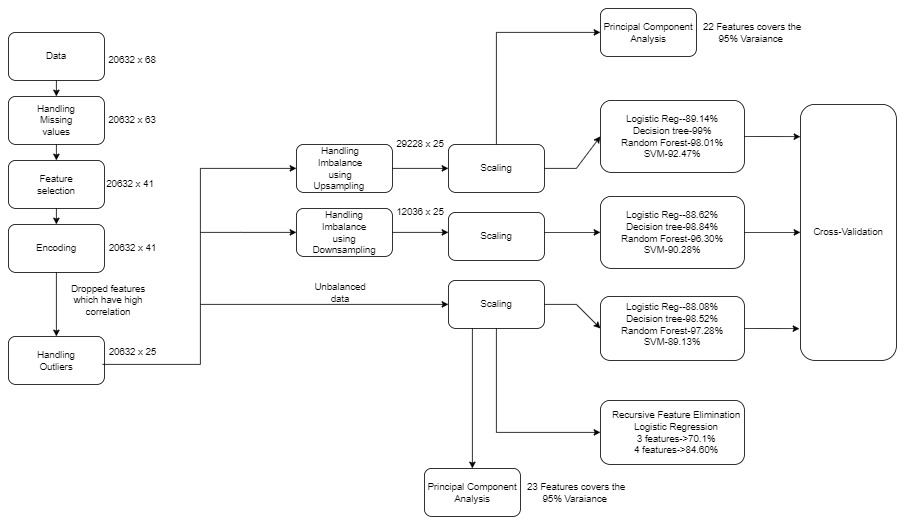 Data
20632 x 68
Handling
Missing
values
20632 x 63
Feature
selection
20632 x 41
Encoding
20632 x 41
Dropped features
which have high
correlation
Handling
Outliers
20632 x 25
Handling
Imbalance
using
Upsampling
29228 x 25
Scaling
Handling
Imbalance
using
Downsampling
12036 x 25
Scaling
Unbalanced
data
Scaling
Principal Component
Analysis
22 Features covers the
95% Varaiance
Logistic Reg--89.14%
Decision tree-99%
Random Forest-98.01%
SVM-92.47%
Logistic Reg--88.62%
Decision tree-98.84%
Random Forest-96.30%
SVM-90.28%
Logistic Reg--88.08%
Decision tree-98.52%
Random Forest-97.28%
SVM-89.13%
Cross-Validation
Recursive Feature Elimination
Logistic Regression
3 features->70.1%
4 features->84.60%
Principal Component
Analysis
23 Features covers the
95% Varaiance